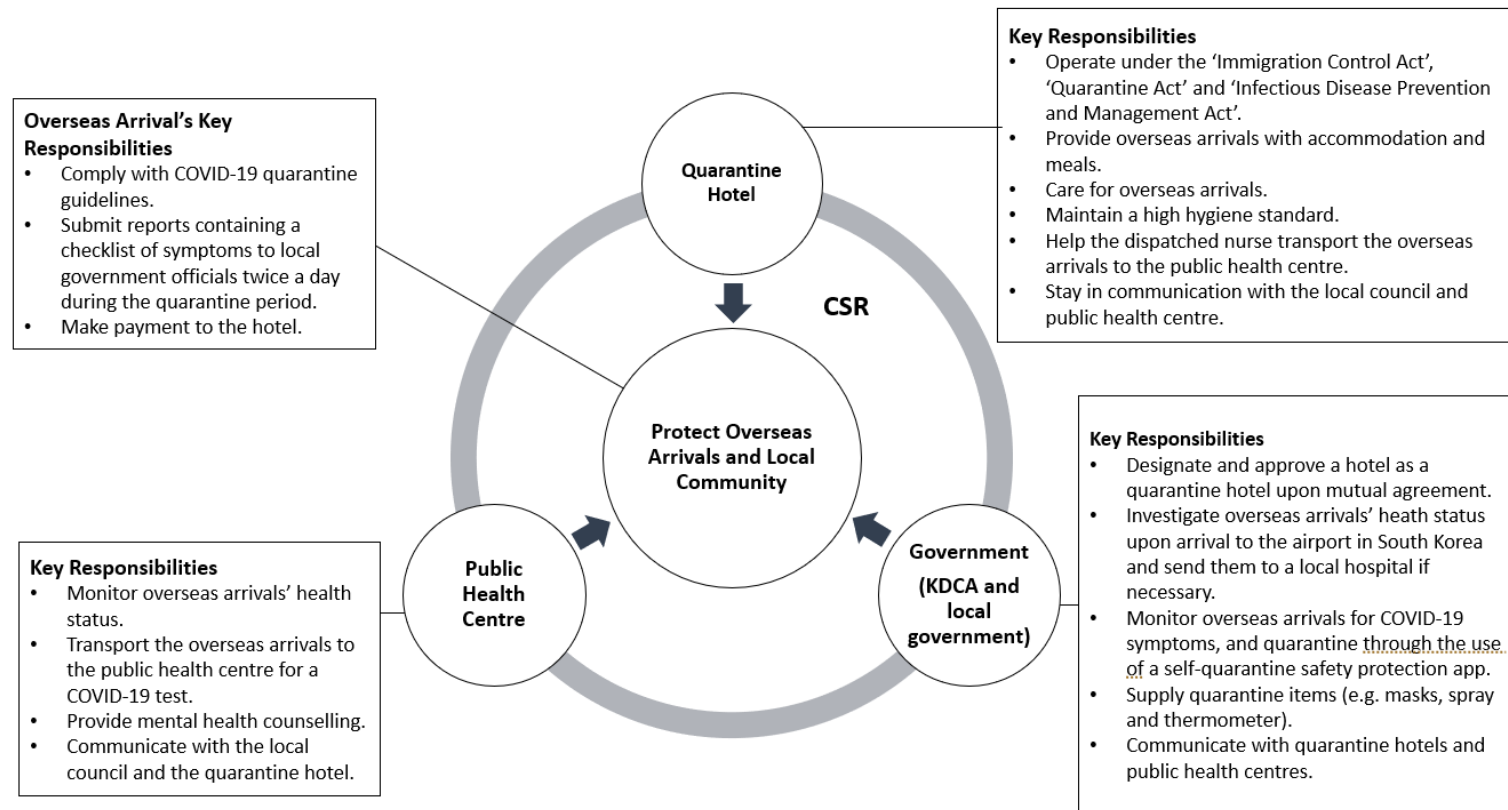 Overseas Arrival's Key
Responsibilities
• Comply with COVID-19 quarantine
guidelines.
• Submit reports containing a
checklist of symptoms to local
government officials twice a day
during the quarantine period.
• Make payment to the hotel.
Quarantine
Hotel
Key Responsibilities
• Operate under the 'Immigration Control Act',
'Quarantine Act' and 'Infectious Disease Prevention
and Management Act'.
• Provide overseas arrivals with accommodation and
meals.
• Care for overseas arrivals.
• Maintain a high hygiene standard.
• Help the dispatched nurse transport the overseas
arrivals to the public health centre.
• Stay in communication with the local council and
public health centre.
CSR
Protect Overseas
Arrivals and Local
Community
Key Responsibilities
• Monitor overseas arrivals' health
status.
• Transport the overseas arrivals to
the public health centre for a
COVID-19 test.
• Provide mental health counselling.
• Communicate with the local
council and the quarantine hotel.
Public
Health
Centre
Government
(KDCA and
local
government)
Key Responsibilities
• Designate and approve a hotel as a
quarantine hotel upon mutual agreement.
• Investigate overseas arrivals' heath status
upon arrival to the airport in South Korea
and send them to a local hospital if
necessary.
• Monitor overseas arrivals for COVID-19
symptoms, and quarantine through the use
of a self-quarantine safety protection app.
• Supply quarantine items (e.g. masks, spray
and thermometer).
• Communicate with quarantine hotels and
public health centres.